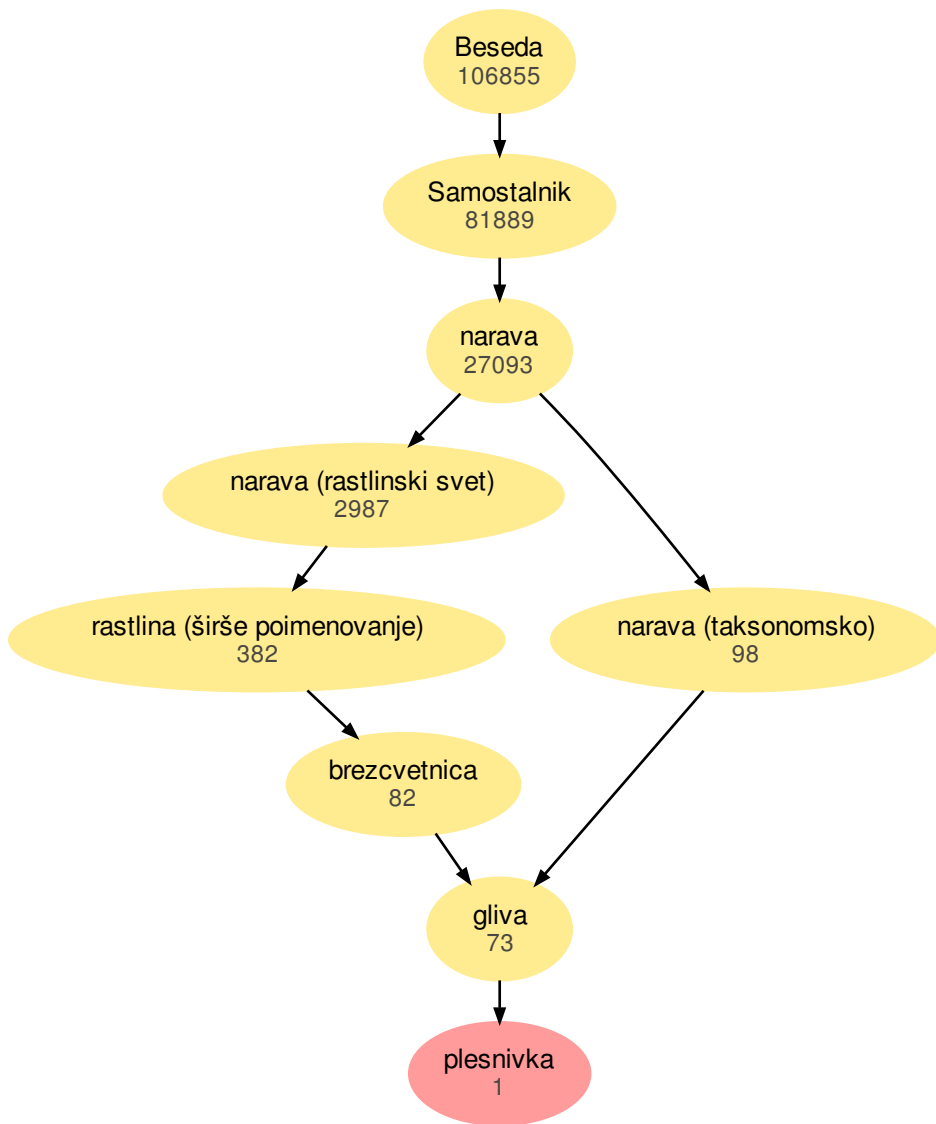 Beseda
106855
Samostalnik
81889
narava
27093
narava (rastlinski svet)
2987
rastlina (širše poimenovanje)
382
narava (taksonomsko)
98
brezcvetnica
82
gliva
73
plesnivka
1